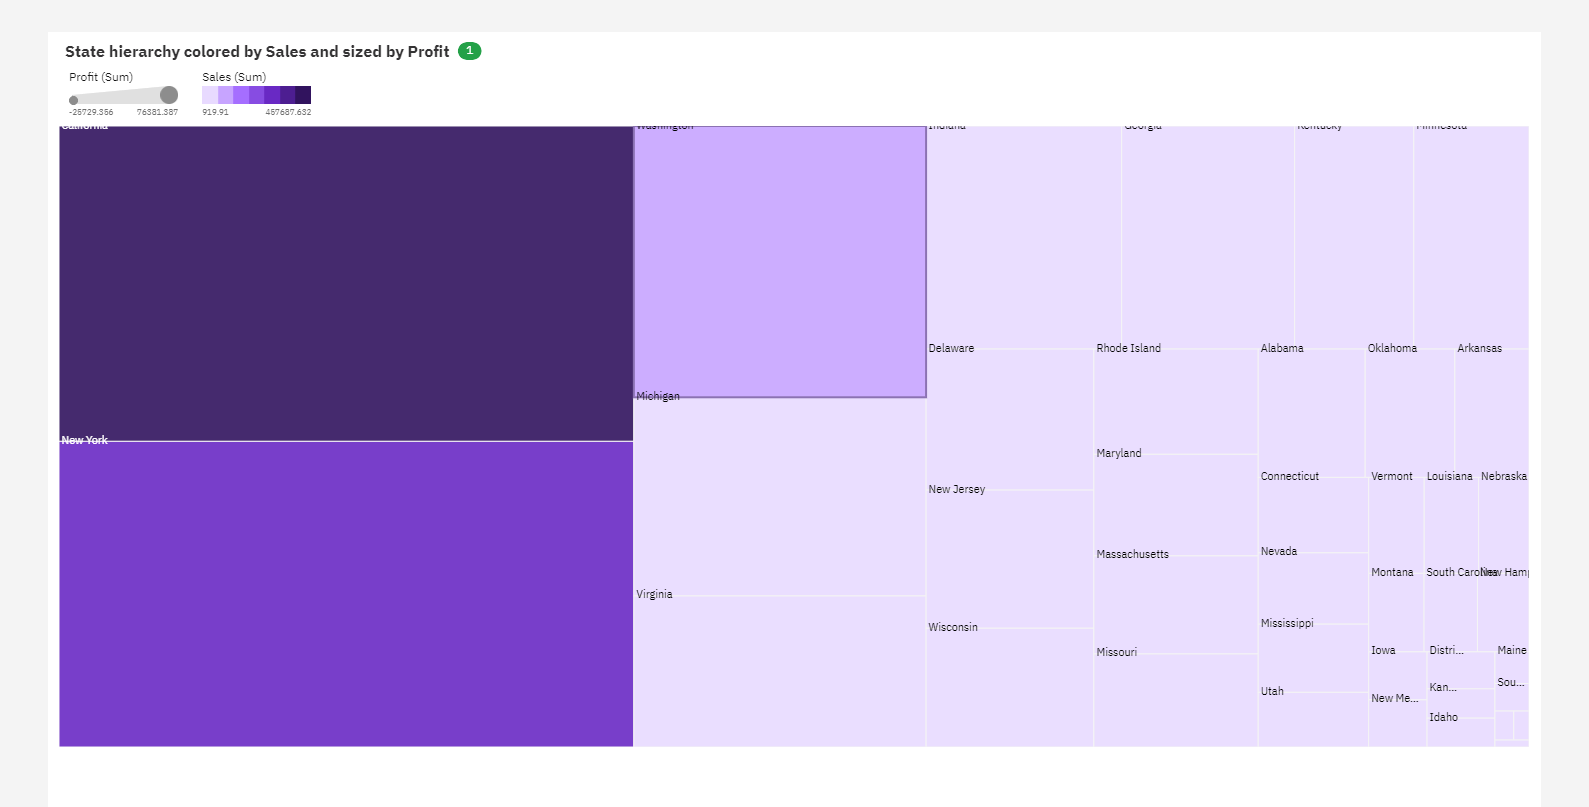 State hierarchy colored by Sales and sized by Profit 1
Profit (Sum) Sales (Sum)
-25729.356 76381.387 919.91 457687.632
California Washington Indiana Georgia Kentucky Minnesota
Delaware Rhode Island Alabama Oklahoma Arkansas
Michigan
New York
Maryland
Connecticut Vermont Louisiana Nebraska
New Jersey
Massachusetts Nevada
Montana South Carolina New Hamp
Virginia
Wisconsin Mississippi
Missouri Iowa Distri... Maine
Utah Kan... Sou...
New Me...
Idaho